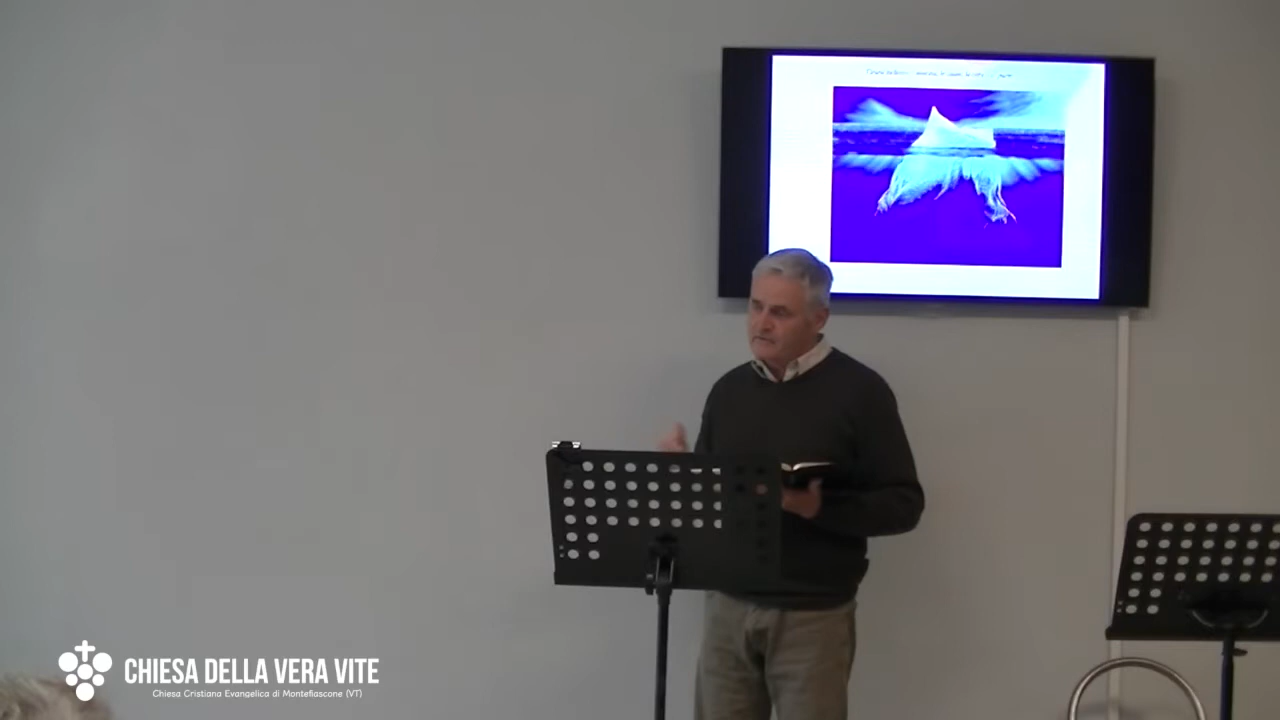 CHIESA DELLA VERA VITE
Chiesa Cristiana Evangelica di Montefiascone (VT)